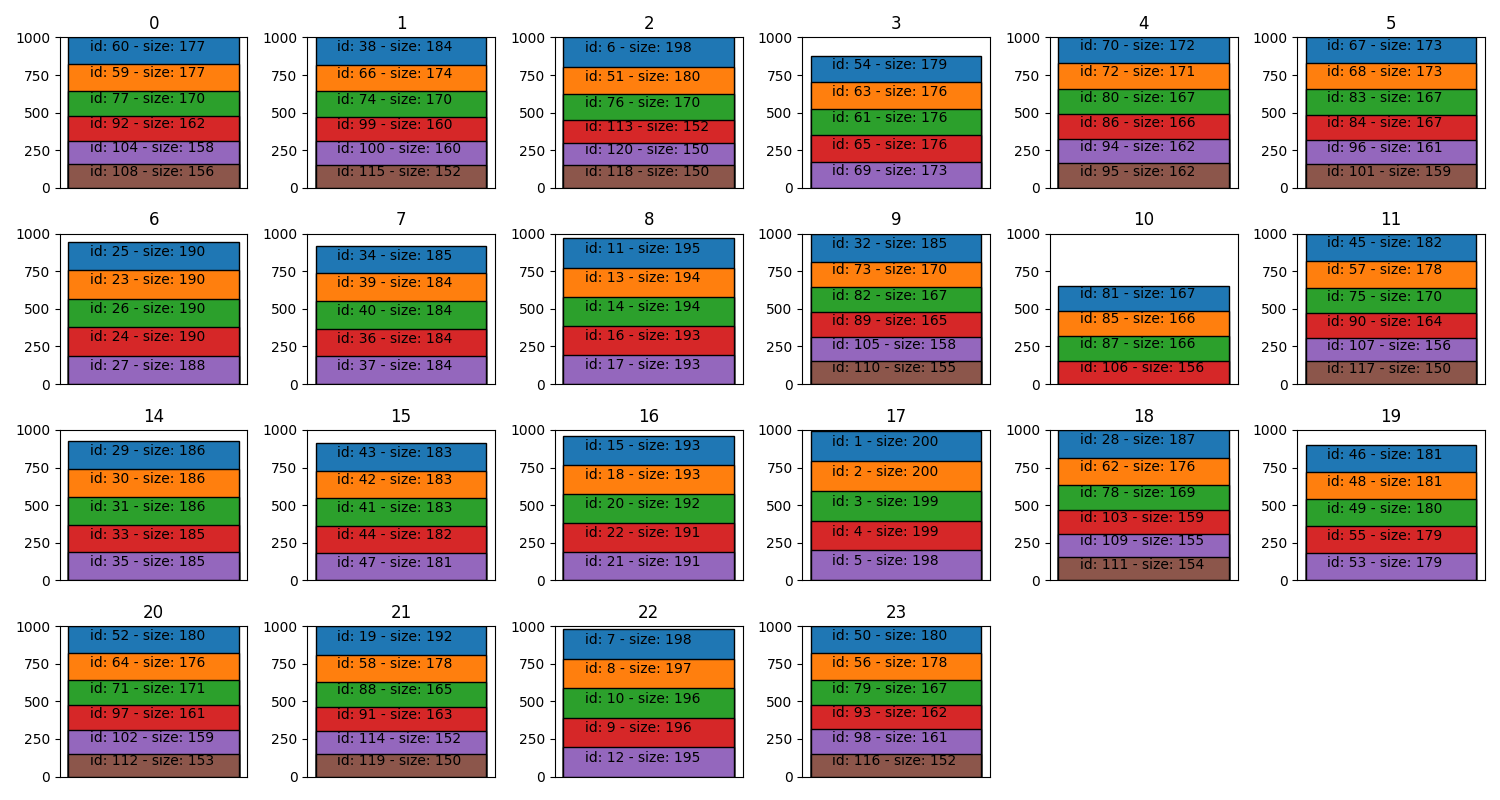 0
1000
750
500
250
0
id: 60 - size: 177
id: 59 - size: 177
id: 77 - size: 170
id: 92 - size: 162
id: 104 - size: 158
id: 108 - size: 156
1
1000
750
500
250
0
id: 38 - size: 184
id: 66 - size: 174
id: 74 - size: 170
id: 99 - size: 160
id: 100 - size: 160
id: 115 - size: 152
2
1000
750
500
250
0
id: 6 - size: 198
id: 51 - size: 180
id: 76 - size: 170
id: 113 - size: 152
id: 120 - size: 150
id: 118 - size: 150
3
1000
750
500
250
0
id: 54 - size: 179
id: 63 - size: 176
id: 61 - size: 176
id: 65 - size: 176
id: 69 - size: 173
4
1000
750
500
250
0
id: 70 - size: 172
id: 72 - size: 171
id: 80 - size: 167
id: 86 - size: 166
id: 94 - size: 162
id: 95 - size: 162
5
1000
750
500
250
0
id: 67 - size: 173
id: 68 - size: 173
id: 83 - size: 167
id: 84 - size: 167
id: 96 - size: 161
id: 101 - size: 159
6
1000
750
500
250
0
id: 25 - size: 190
id: 23 - size: 190
id: 26 - size: 190
id: 24 - size: 190
id: 27 - size: 188
7
1000
750
500
250
0
id: 34 - size: 185
id: 39 - size: 184
id: 40 - size: 184
id: 36 - size: 184
id: 37 - size: 184
8
1000
750
500
250
0
id: 11 - size: 195
id: 13 - size: 194
id: 14 - size: 194
id: 16 - size: 193
id: 17 - size: 193
9
1000
750
500
250
0
id: 32 - size: 185
id: 73 - size: 170
id: 82 - size: 167
id: 89 - size: 165
id: 105 - size: 158
id: 110 - size: 155
10
1000
750
500
250
0
id: 81 - size: 167
id: 85 - size: 166
id: 87 - size: 166
id: 106 - size: 156
11
1000
750
500
250
0
id: 45 - size: 182
id: 57 - size: 178
id: 75 - size: 170
id: 90 - size: 164
id: 107 - size: 156
id: 117 - size: 150
14
1000
750
500
250
0
id: 29 - size: 186
id: 30 - size: 186
id: 31 - size: 186
id: 33 - size: 185
id: 35 - size: 185
15
1000
750
500
250
0
id: 43 - size: 183
id: 42 - size: 183
id: 41 - size: 183
id: 44 - size: 182
id: 47 - size: 181
16
1000
750
500
250
0
id: 15 - size: 193
id: 18 - size: 193
id: 20 - size: 192
id: 22 - size: 191
id: 21 - size: 191
17
1000
750
500
250
0
id: 1 - size: 200
id: 2 - size: 200
id: 3 - size: 199
id: 4 - size: 199
id: 5 - size: 198
18
1000
750
500
250
0
id: 28 - size: 187
id: 62 - size: 176
id: 78 - size: 169
id: 103 - size: 159
id: 109 - size: 155
id: 111 - size: 154
19
1000
750
500
250
0
id: 46 - size: 181
id: 48 - size: 181
id: 49 - size: 180
id: 55 - size: 179
id: 53 - size: 179
20
1000
750
500
250
0
id: 52 - size: 180
id: 64 - size: 176
id: 71 - size: 171
id: 97 - size: 161
id: 102 - size: 159
id: 112 - size: 153
21
1000
750
500
250
0
id: 19 - size: 192
id: 58 - size: 178
id: 88 - size: 165
id: 91 - size: 163
id: 114 - size: 152
id: 119 - size: 150
22
1000
750
500
250
0
id: 7 - size: 198
id: 8 - size: 197
id: 10 - size: 196
id: 9 - size: 196
id: 12 - size: 195
23
1000
750
500
250
0
id: 50 - size: 180
id: 56 - size: 178
id: 79 - size: 167
id: 93 - size: 162
id: 98 - size: 161
id: 116 - size: 152